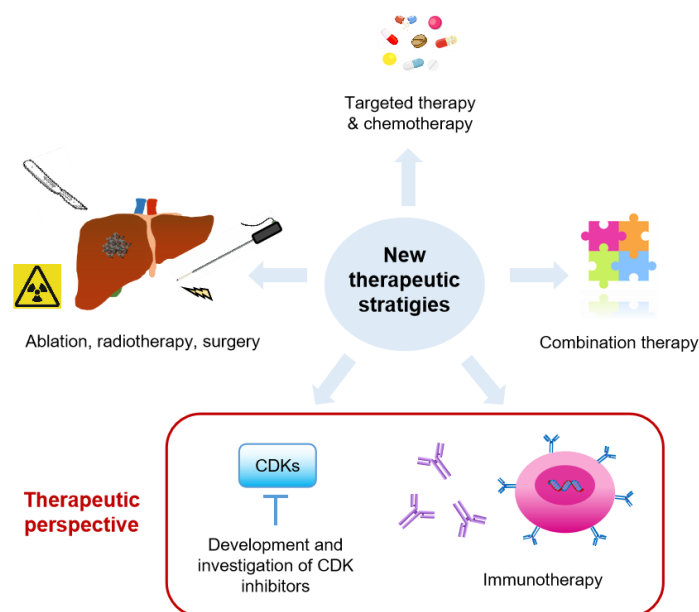 Targeted therapy
& chemotherapy
New
therapeutic
stratigies
Ablation, radiotherapy, surgery
Combination therapy
Therapeutic
perspective
CDKs
Development and
investigation of CDK
inhibitors
Immunotherapy